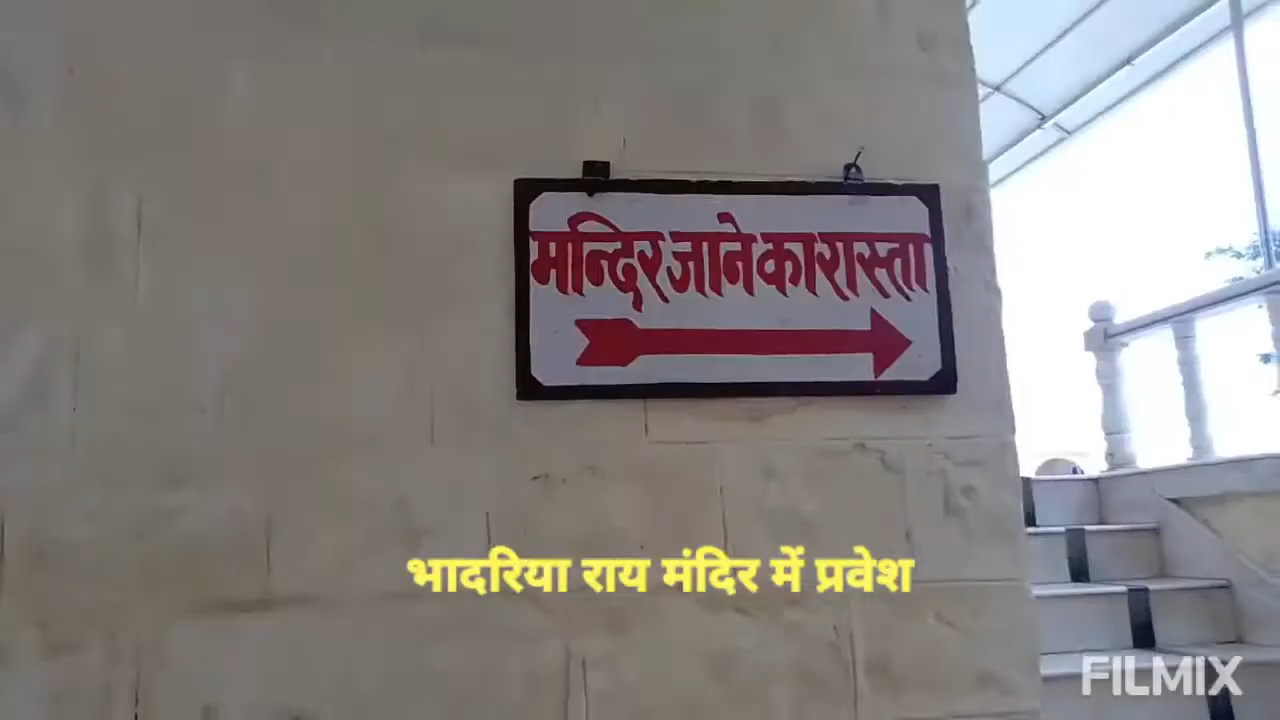 मन्दिर जाने का रास्ता
भादरिया राय मंदिर में प्रवेश
FILMIX